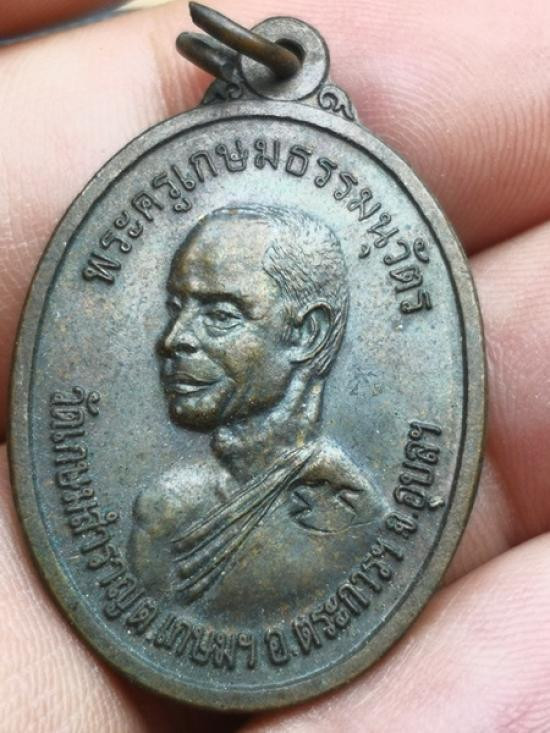 พระครูเกษมธรรมนุวัตร
วัดเกษมสำราญ ต.เกษมฯ อ.ตระการฯ จ.อุบลฯ